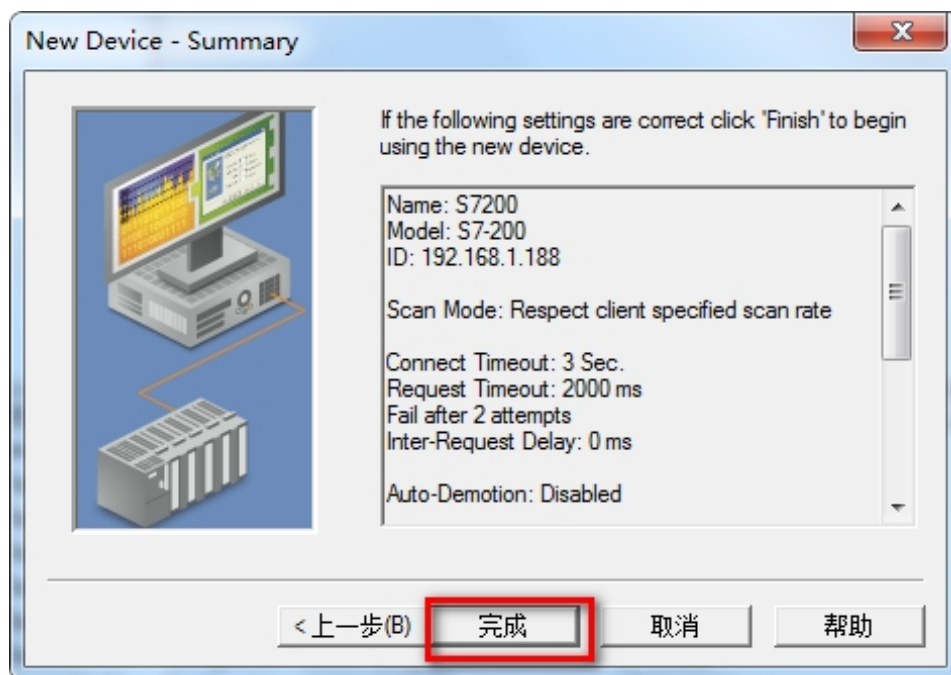 New Device - Summary
If the following settings are correct click 'Finish' to begin
using the new device.
Name: S7200
Model: S7-200
ID: 192.168.1.188
Scan Mode: Respect client specified scan rate
Connect Timeout: 3 Sec.
Request Timeout: 2000 ms
Fail after 2 attempts
Inter-Request Delay: 0 ms
Auto-Demotion: Disabled
<上一步(B) 完成 取消 帮助